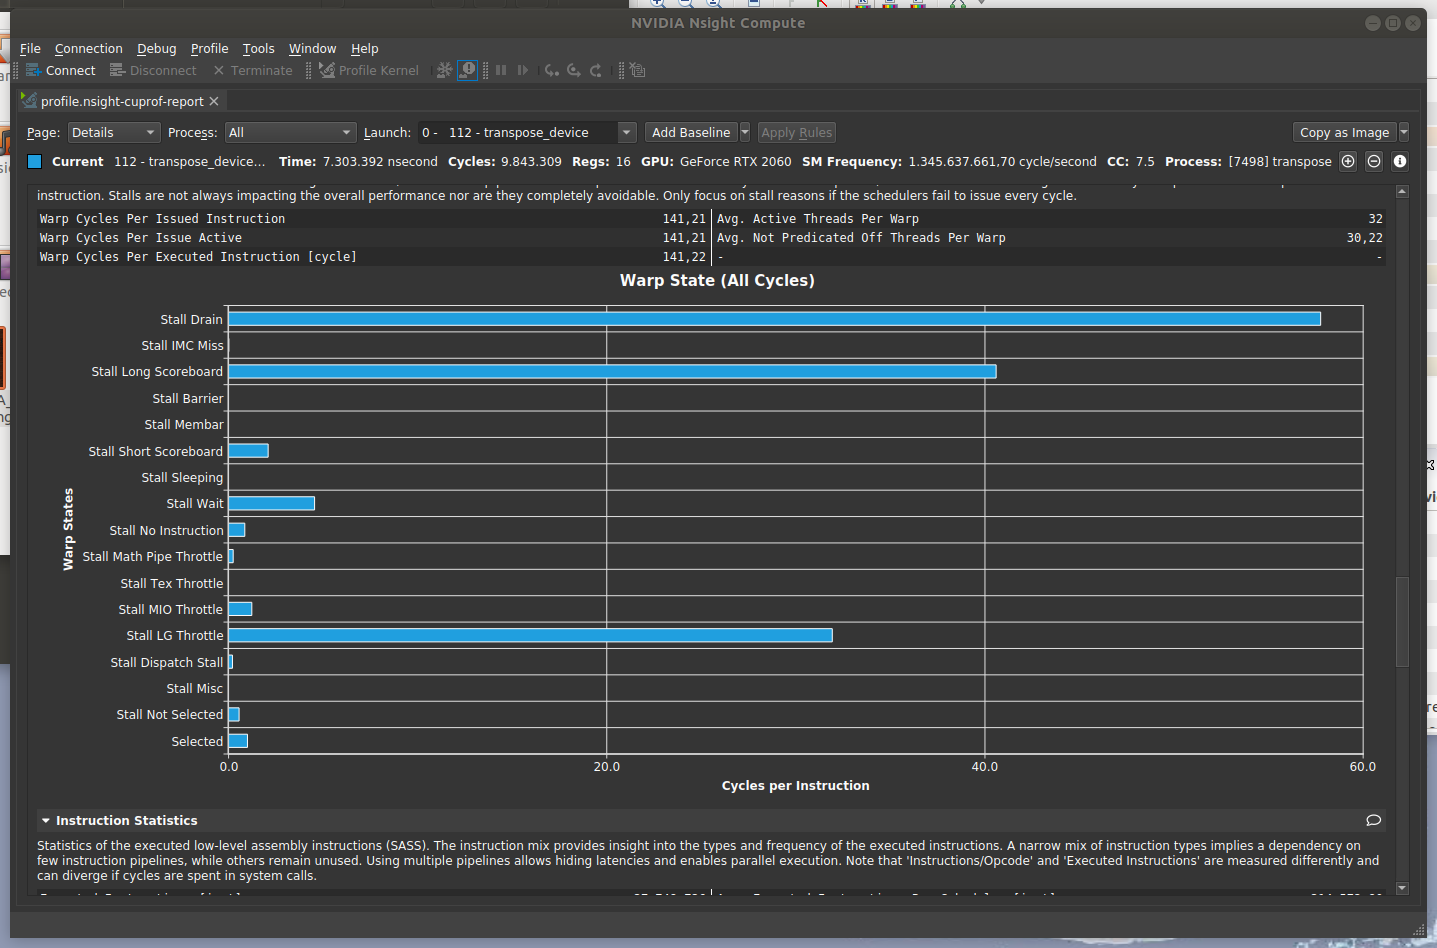 NVIDIA Nsight Compute
File Connection Debug Profile Tools Window Help
Connect Disconnect Terminate Profile Kernel
profile.nsight-cuprof-report
Page: Details Process: All Launch: 0 - 112 - transpose_device Add Baseline Apply Rules Copy as Image
Current 112 - transpose_device... Time: 7.303.392 nsecond Cycles: 9.843.309 Regs: 16 GPU: GeForce RTX 2060 SM Frequency: 1.345.637.661,70 cycle/second CC: 7.5 Process: [7498] transpose
instruction. Stalls are not always impacting the overall performance nor are they completely avoidable. Only focus on stall reasons if the schedulers fail to issue every cycle.
Warp Cycles Per Issued Instruction 141,21 Avg. Active Threads Per Warp 32
Warp Cycles Per Issue Active 141,21 Avg. Not Predicated Off Threads Per Warp 30,22
Warp Cycles Per Executed Instruction [cycle] 141,22 - -
Warp State (All Cycles)
Warp States
Stall Drain
Stall IMC Miss
Stall Long Scoreboard
Stall Barrier
Stall Membar
Stall Short Scoreboard
Stall Sleeping
Stall Wait
Stall No Instruction
Stall Math Pipe Throttle
Stall Tex Throttle
Stall MIO Throttle
Stall LG Throttle
Stall Dispatch Stall
Stall Misc
Stall Not Selected
Selected
0.0 20.0 40.0 60.0
Cycles per Instruction
Instruction Statistics
Statistics of the executed low-level assembly instructions (SASS). The instruction mix provides insight into the types and frequency of the executed instructions. A narrow mix of instruction types implies a dependency on
few instruction pipelines, while others remain unused. Using multiple pipelines allows hiding latencies and enables parallel execution. Note that 'Instructions/Opcode' and 'Executed Instructions' are measured differently and
can diverge if cycles are spent in system calls.